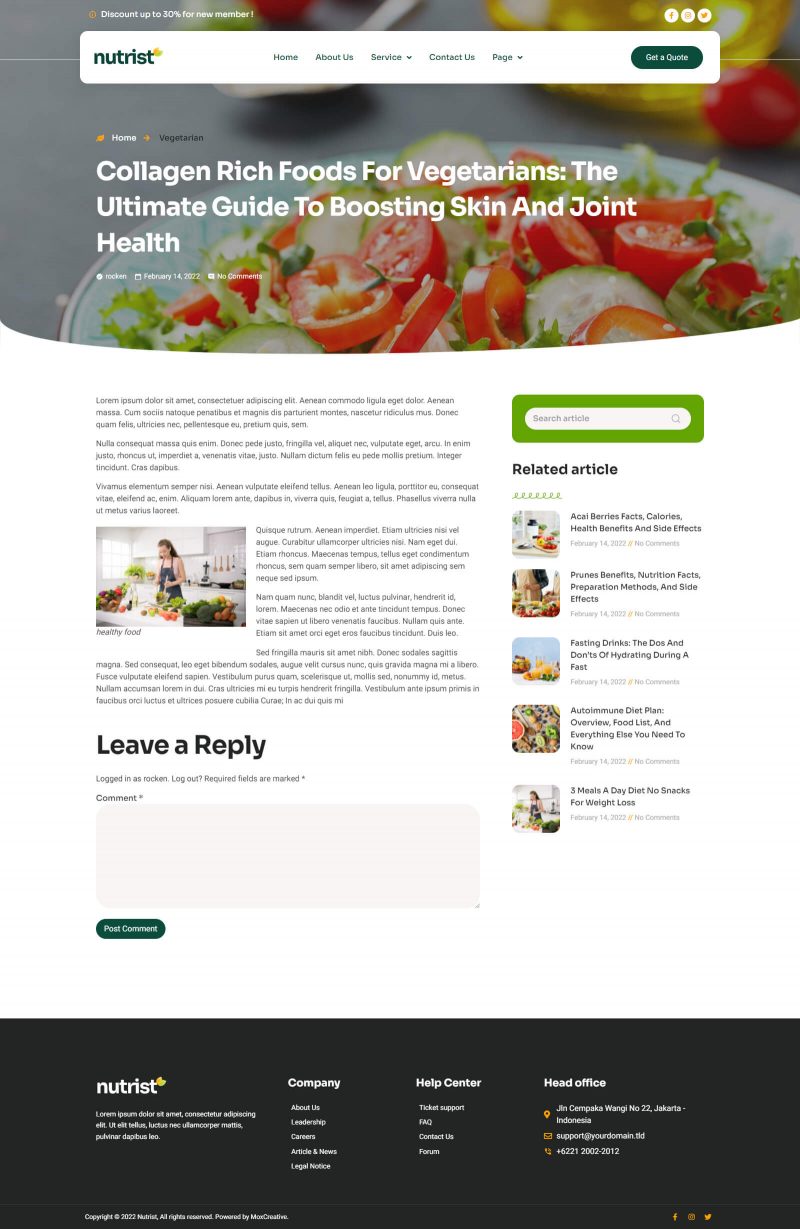 Discount up to 30% for new member !
nutrist
Home
About Us
Service
Contact Us
Page
Get a Quote
Home
Vegetarian
Collagen Rich Foods For Vegetarians: The
Ultimate Guide To Boosting Skin And Joint
Health
rocken
February 14, 2022
No Comments
Lorem ipsum dolor sit amet, consectetuer adipiscing elit. Aenean commodo ligula eget dolor. Aenean
massa. Cum sociis natoque penatibus et magnis dis parturient montes, nascetur ridiculus mus. Donec
quam felis, ultricies nec, pellentesque eu, pretium quis, sem.
Nulla consequat massa quis enim. Donec pede justo, fringilla vel, aliquet nec, vulputate eget, arcu. In enim
justo, rhoncus ut, imperdiet a, venenatis vitae, justo. Nullam dictum felis eu pede mollis pretium. Integer
tincidunt. Cras dapibus.
Vivamus elementum semper nisi. Aenean vulputate eleifend tellus. Aenean leo ligula, porttitor eu, consequat
vitae, eleifend ac, enim. Aliquam lorem ante, dapibus in, viverra quis, feugiat a, tellus. Phasellus viverra nulla
ut metus varius laoreet.
Quisque rutrum. Aenean imperdiet. Etiam ultricies nisi vel
augue. Curabitur ullamcorper ultricies nisi. Nam eget dui.
Etiam rhoncus. Maecenas tempus, tellus eget condimentum
rhoncus, sem quam semper libero, sit amet adipiscing sem
neque sed ipsum.
healthy food
Nam quam nunc, blandit vel, luctus pulvinar, hendrerit id,
lorem. Maecenas nec odio et ante tincidunt tempus. Donec
vitae sapien ut libero venenatis faucibus. Nullam quis ante.
Etiam sit amet orci eget eros faucibus tincidunt. Duis leo.
Sed fringilla mauris sit amet nibh. Donec sodales sagittis
magna. Sed consequat, leo eget bibendum sodales, augue velit cursus nunc, quis gravida magna mi a libero.
Fusce vulputate eleifend sapien. Vestibulum purus quam, scelerisque ut, mollis sed, nonummy id, metus.
Nullam accumsan lorem in dui. Cras ultricies mi eu turpis hendrerit fringilla. Vestibulum ante ipsum primis in
faucibus orci luctus et ultrices posuere cubilia Curae; In ac dui quis mi
Leave a Reply
Logged in as rocken. Log out? Required fields are marked *
Comment *
Post Comment
Search article
Related article
Acai Berries Facts, Calories,
Health Benefits And Side Effects
February 14, 2022 // No Comments
Prunes Benefits, Nutrition Facts,
Preparation Methods, And Side
Effects
February 14, 2022 // No Comments
Fasting Drinks: The Dos And
Don'ts Of Hydrating During A
Fast
February 14, 2022 // No Comments
Autoimmune Diet Plan:
Overview, Food List, And
Everything Else You Need To
Know
February 14, 2022 // No Comments
3 Meals A Day Diet No Snacks
For Weight Loss
February 14, 2022 // No Comments
nutrist
Lorem ipsum dolor sit amet, consectetur adipiscing
elit. Ut elit tellus, luctus nec ullamcorper mattis,
pulvinar dapibus leo.
Company
About Us
Leadership
Careers
Article & News
Legal Notice
Help Center
Ticket support
FAQ
Contact Us
Forum
Head office
Jln Cempaka Wangi No 22, Jakarta -
Indonesia
support@yourdomain.tld
+6221 2002-2012
Copyright © 2022 Nutrist, All rights reserved. Powered by MoxCreative.